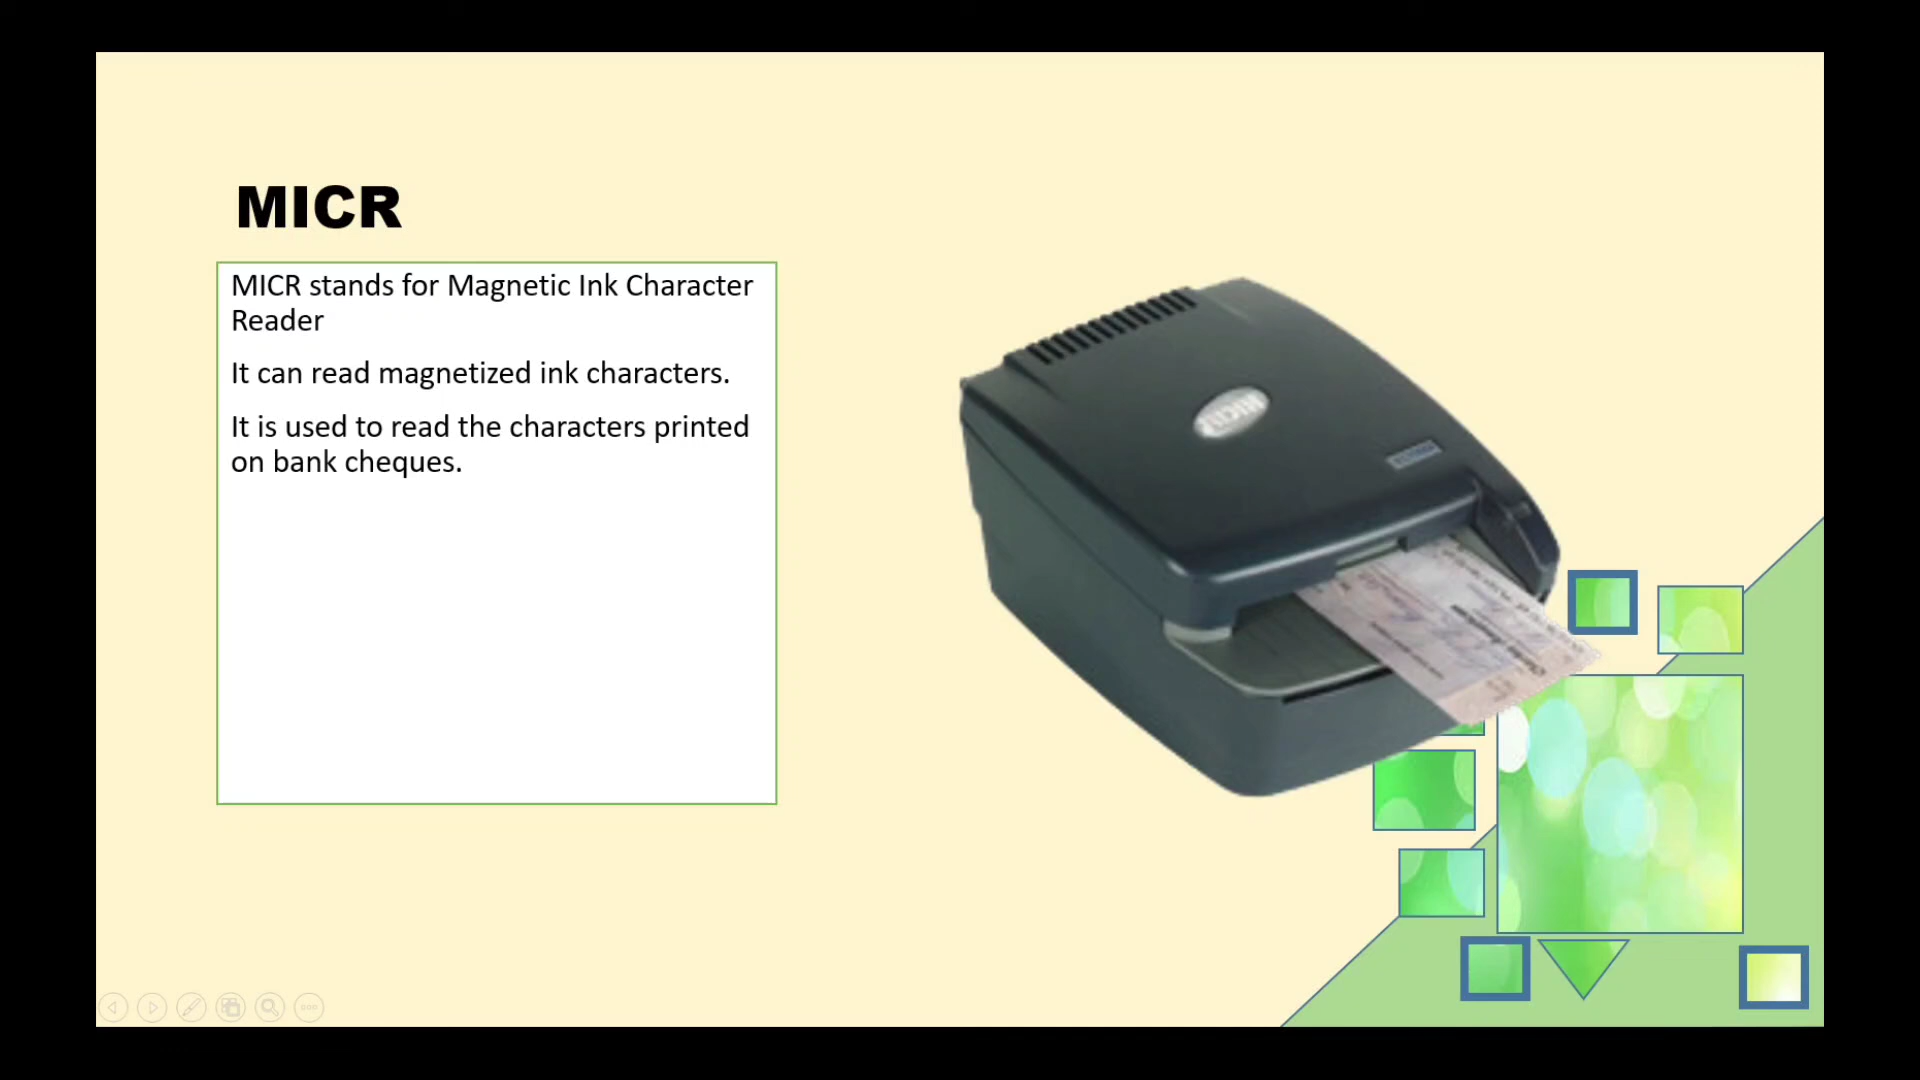 MICR
MICR stands for Magnetic Ink Character
Reader
It can read magnetized ink characters.
It is used to read the characters printed
on bank cheques.